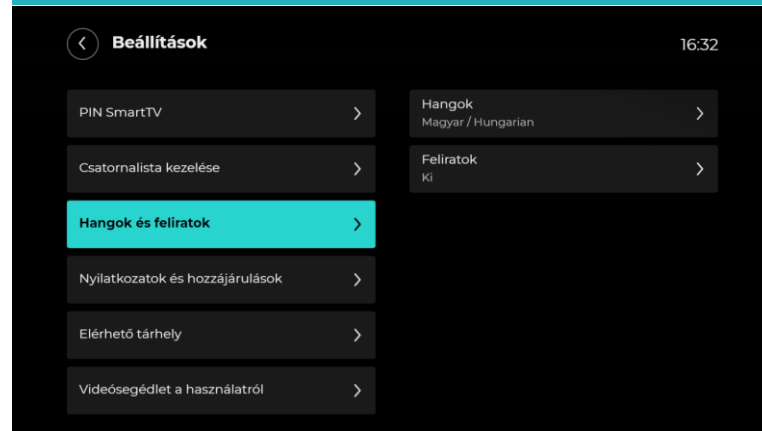 Beállítások
16:32
PIN SmartTV
Csatornalista kezelése
Hangok és feliratok
Nyilatkozatok és hozzájárulások
Elérhető tárhely
Videósegédlet a használatról
Hangok
Magyar / Hungarian
Feliratok
Ki